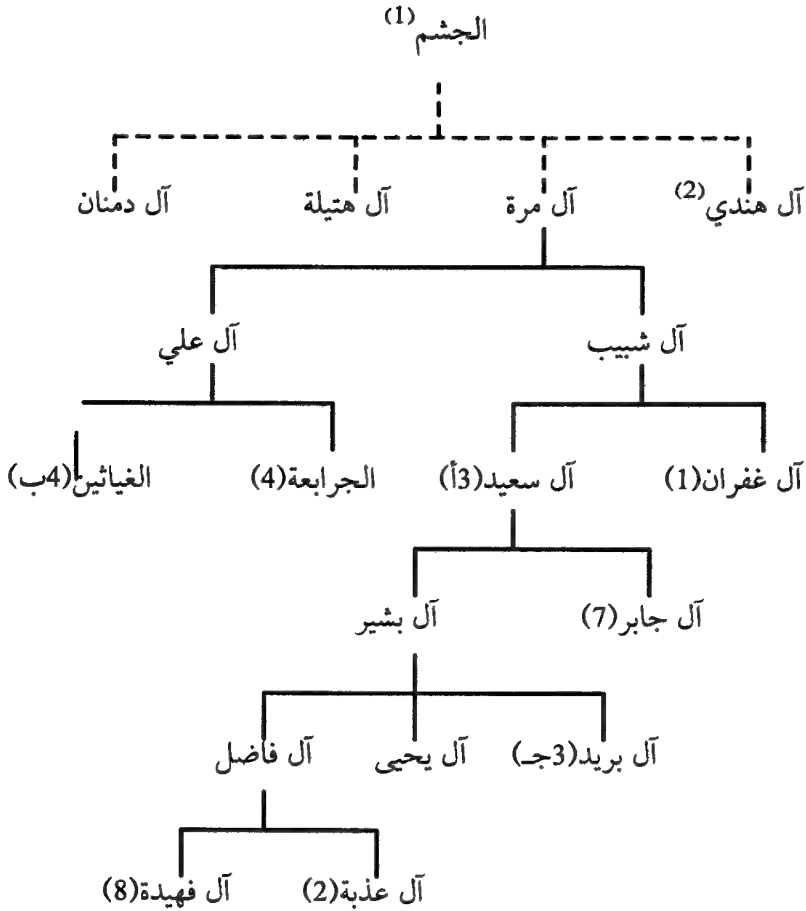 الجشم(1)
آل هندي(2) آل مرة آل هتيلة آل دمنان
آل شبيب آل علي
آل غفران(1) آل سعيد(3أ) الجرابعة(4) الغياثين(4ب)
آل جابر(7) آل بشير
آل بريد(3جـ) آل يحيى آل فاضل
آل عذبة(2) آل فهيدة(8)